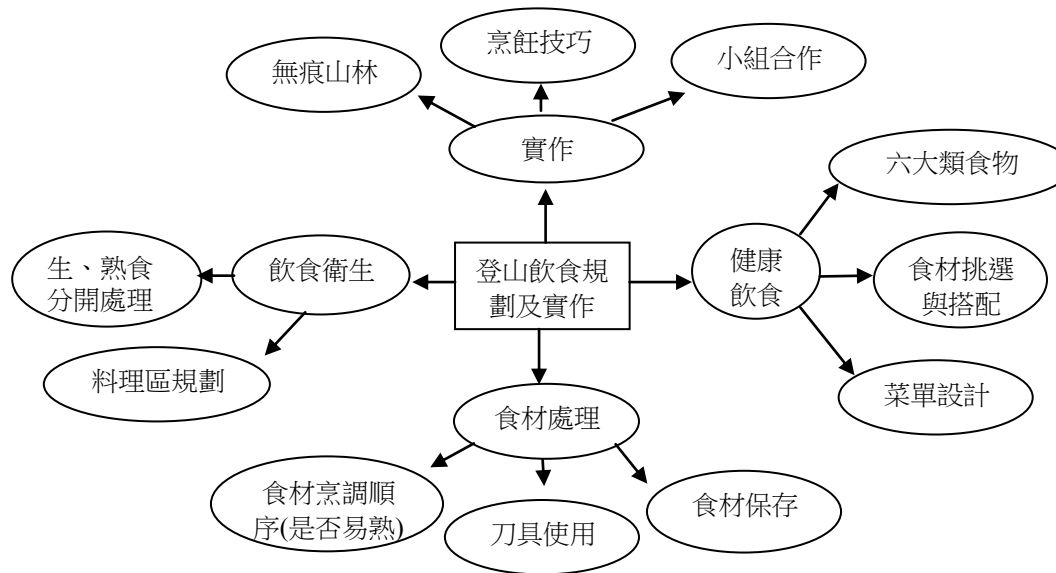 烹飪技巧
無痕山林
小組合作
實作
六大類食物
生、熟食
分開處理
飲食衛生
登山飲食規
劃及實作
健康
飲食
食材挑選
與搭配
料理區規劃
菜單設計
食材處理
食材烹調順
序(是否易熟)
刀具使用
食材保存